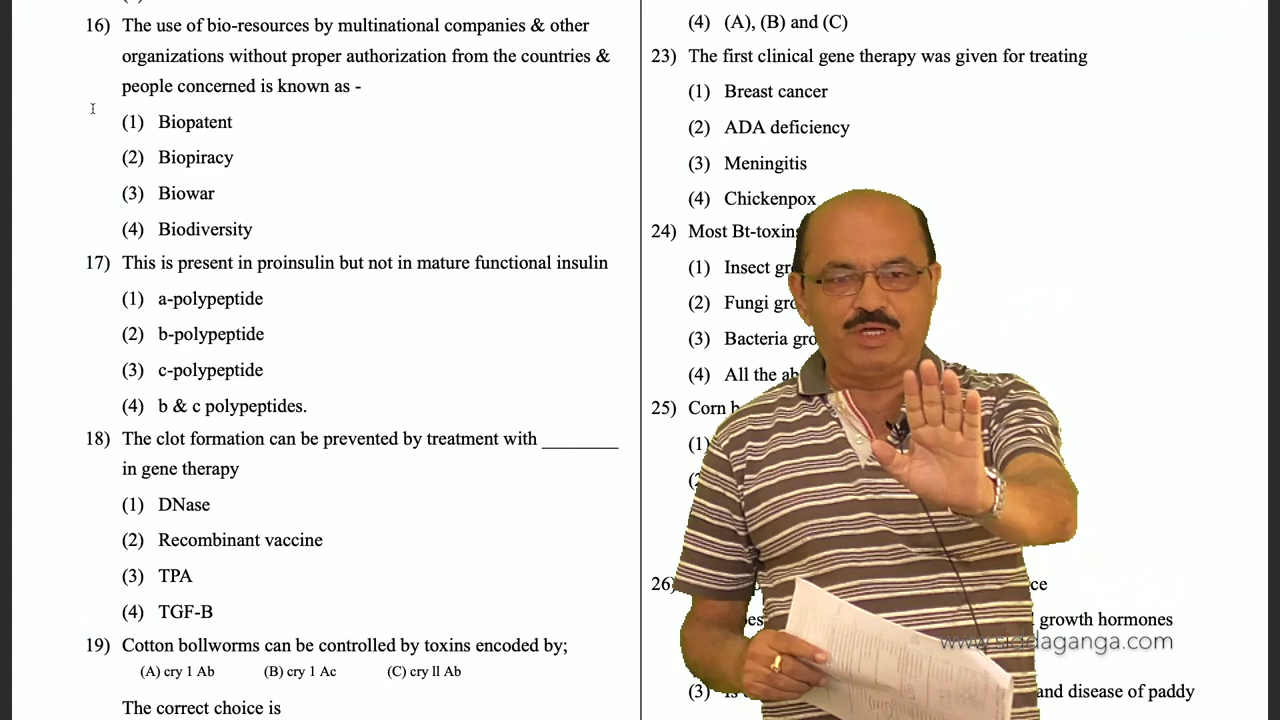 16) The use of bio-resources by multinational companies & other
organizations without proper authorization from the countries &
people concerned is known as -
(1) Biopatent
(2) Biopiracy
(3) Biowar
(4) Biodiversity
17) This is present in proinsulin but not in mature functional insulin
(1) a-polypeptide
(2) b-polypeptide
(3) c-polypeptide
(4) b & c polypeptides.
18) The clot formation can be prevented by treatment with ________
in gene therapy
(1) DNase
(2) Recombinant vaccine
(3) TPA
(4) TGF-B
19) Cotton bollworms can be controlled by toxins encoded by;
(A) cry 1 Ab (B) cry 1 Ac (C) cry ll Ab
The correct choice is
(4) (A), (B) and (C)
23) The first clinical gene therapy was given for treating
(1) Breast cancer
(2) ADA deficiency
(3) Meningitis
(4) Chickenpox
24) Most Bt-toxins
(1) Insect
(2) Fungi
(3) Bacteria
(4) All the
25) Corn
(1)
26)
growth hormones
www.siddaganga.com
(3) and disease of paddy